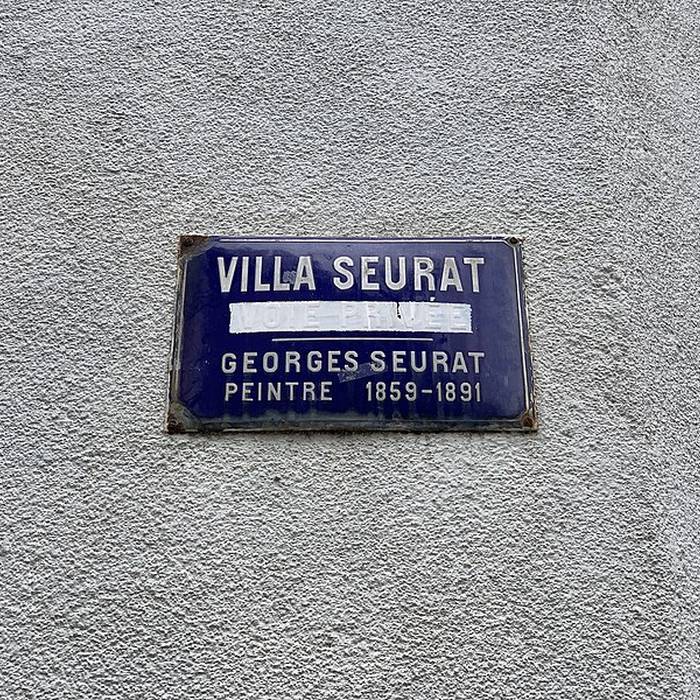 VILLA SEURAT
VOIE PRIVÉE
GEORGES SEURAT
PEINTRE 1859-1891